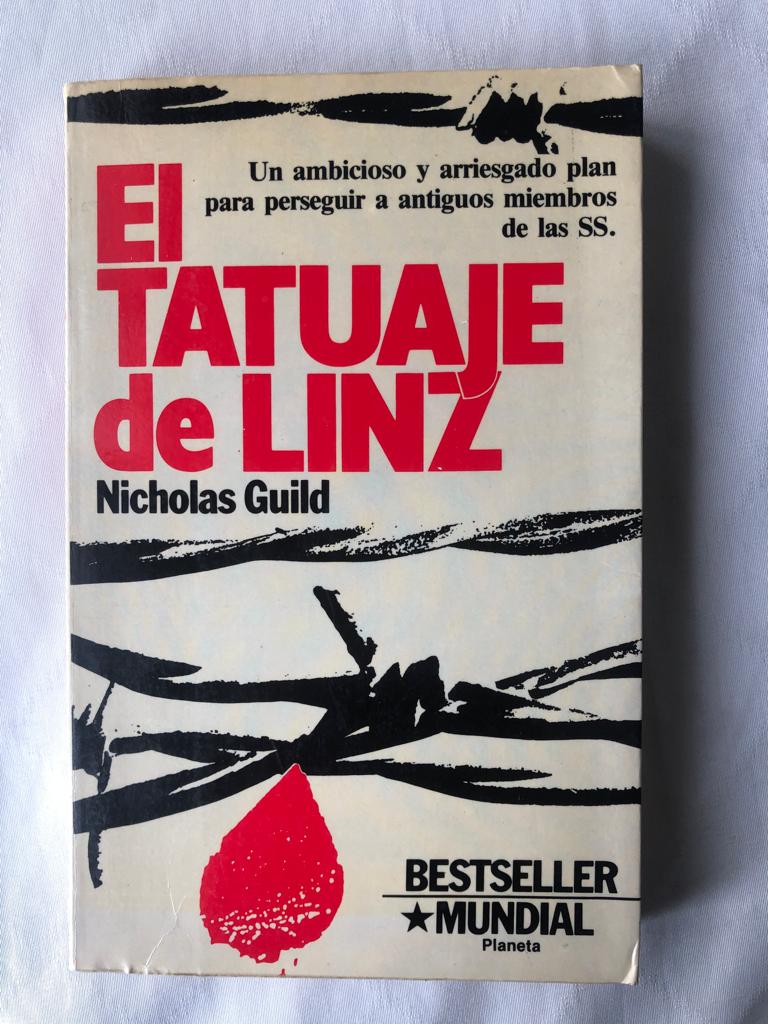 Un ambicioso y arriesgado plan
para perseguir a antiguos miembros
de las SS.
El
TATUAJE
de LINZ
Nicholas Guild
BESTSELLER
★MUNDIAL
Planeta